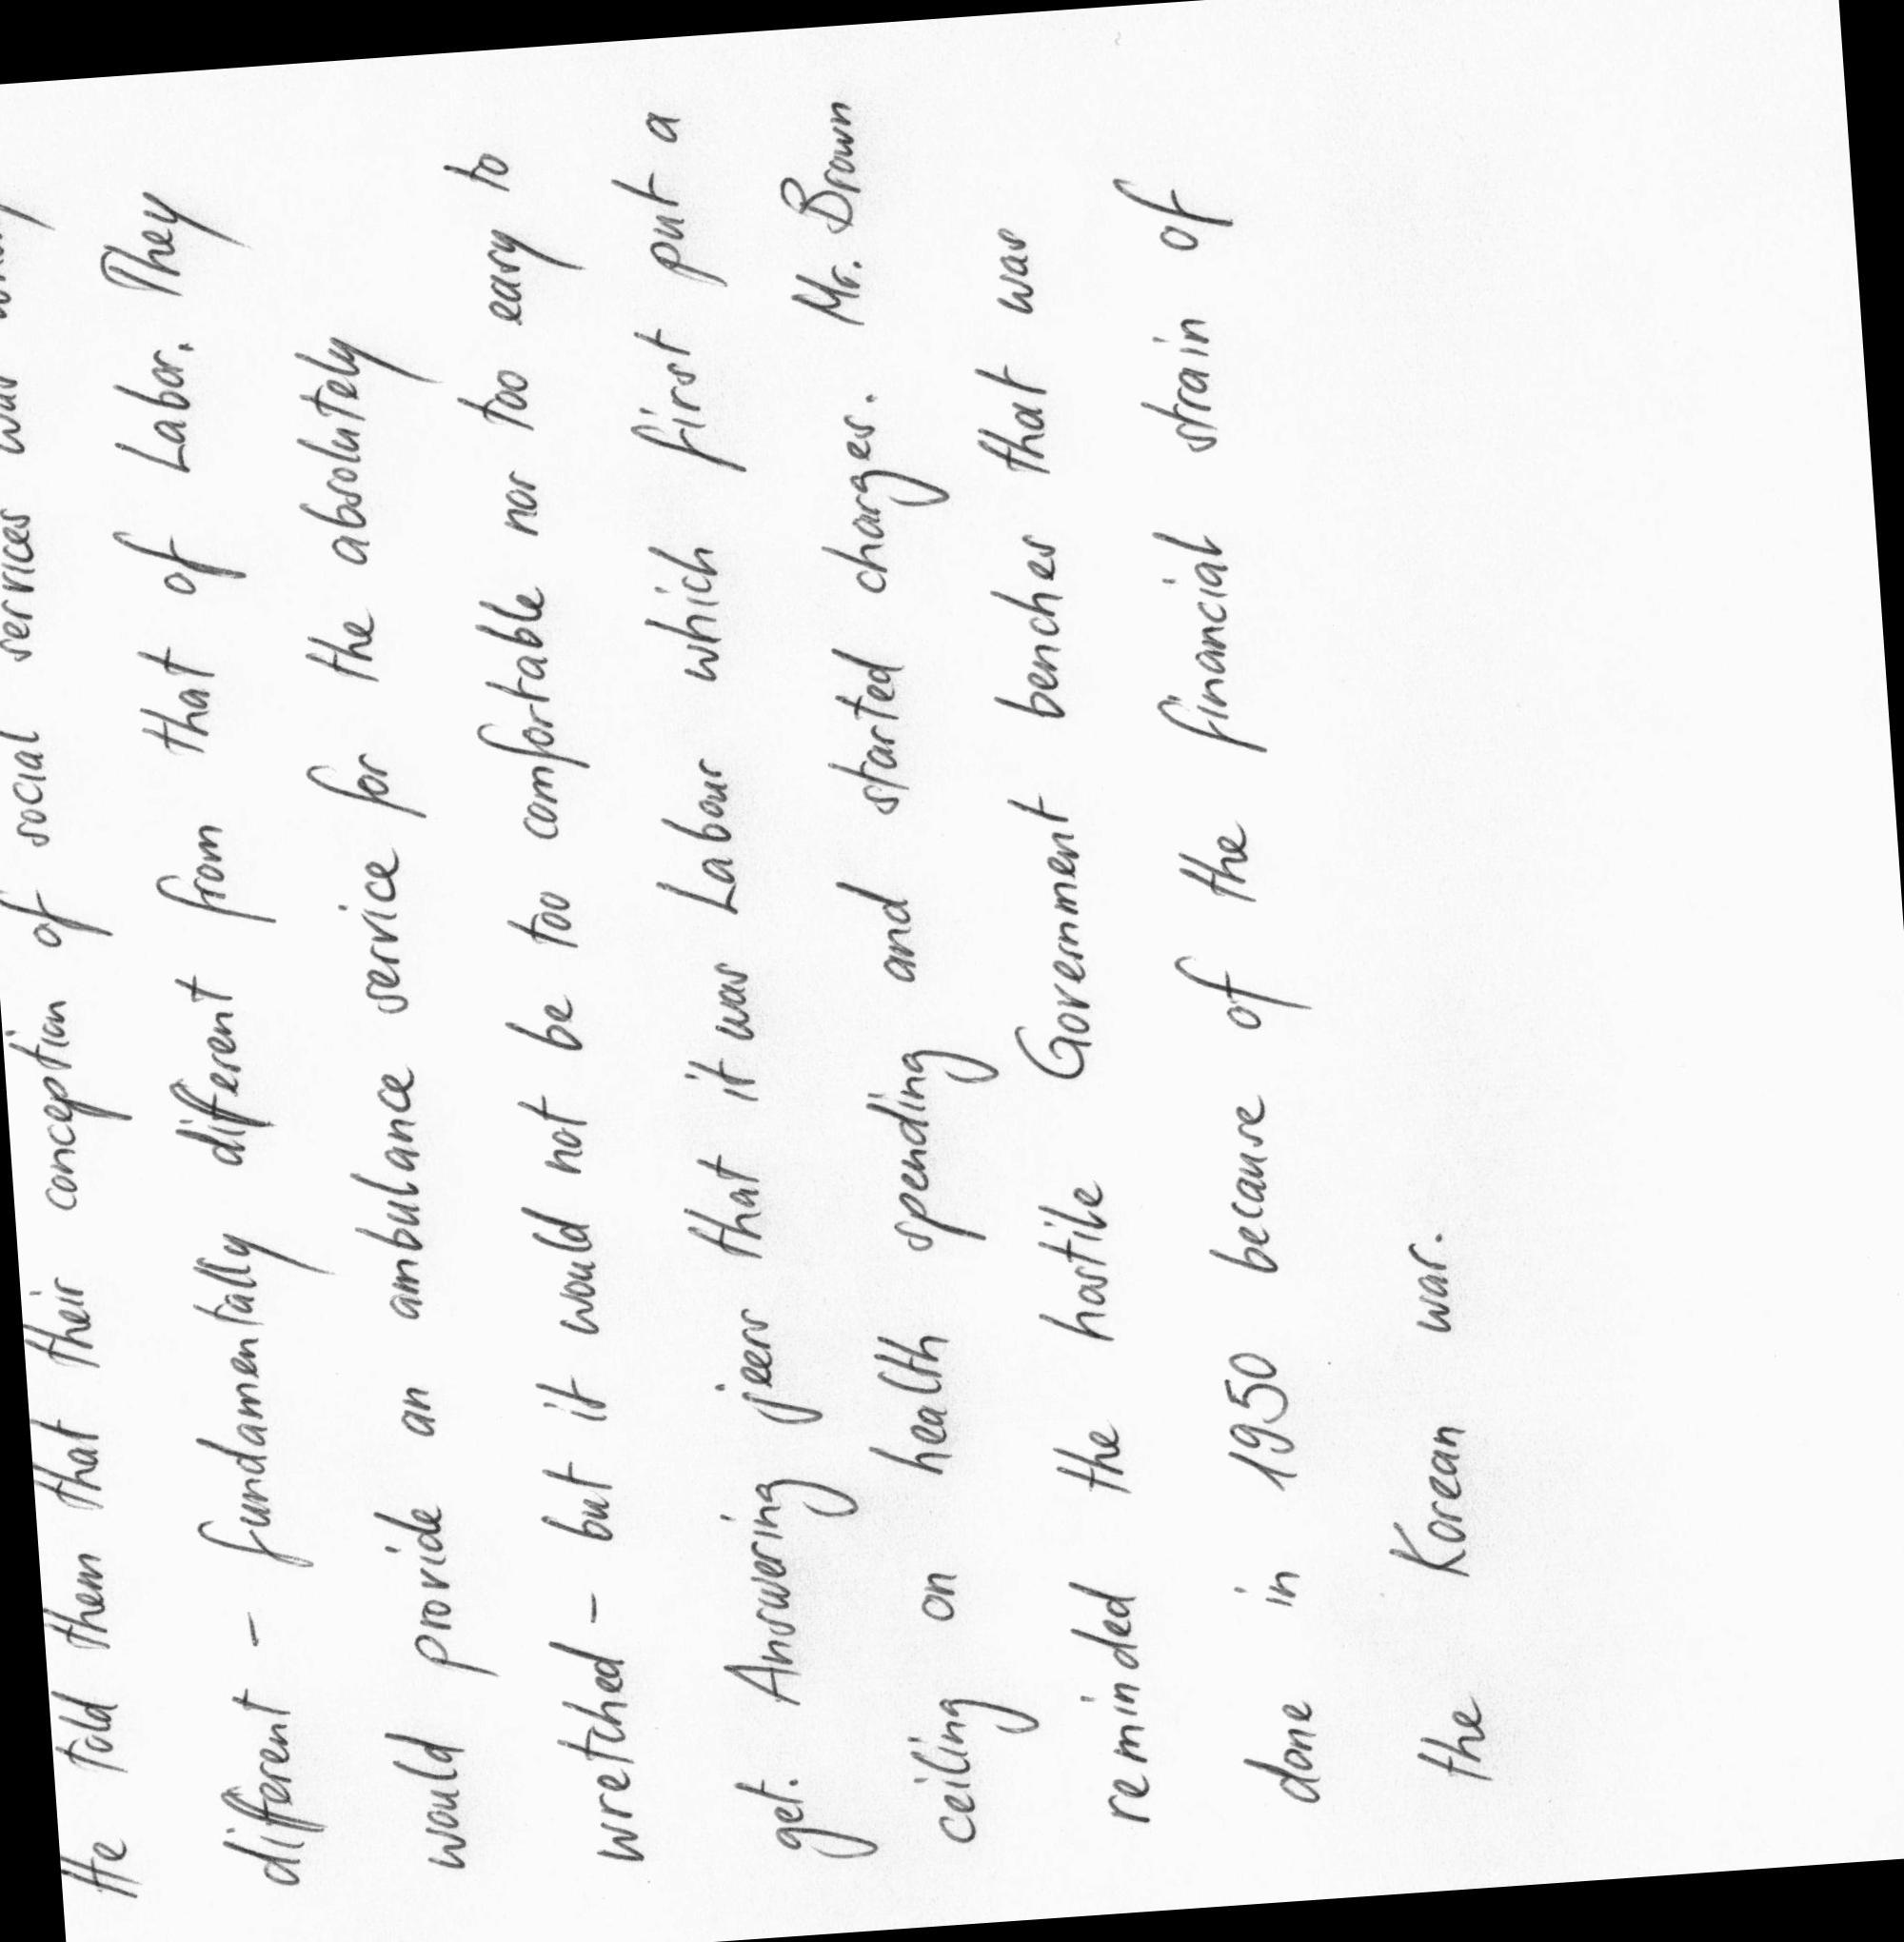 He told them that their conception of social services was
different - fundamentally different from that of Labor. They
would provide an ambulance service for the absolutely
wretched - but it would not be too comfortable nor too easy to
get. Answering jeers that it was Labour which first put a
ceiling on health spending and started charges. Mr. Brown
reminded the hostile Government benches that was
done in 1950 because of the financial strain of
the Korean war.